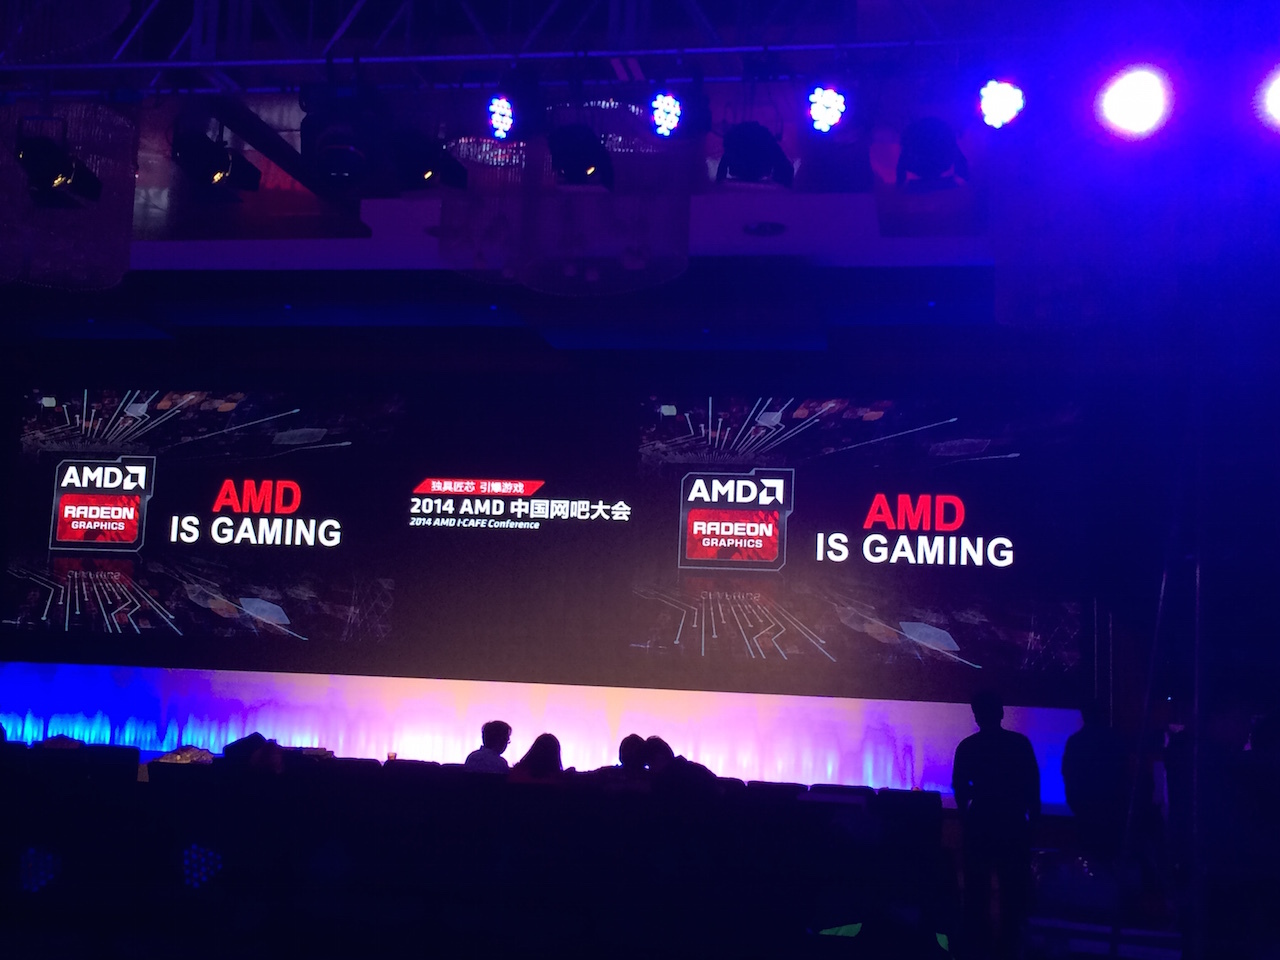 AMD
RADEON
GRAPHICS
AMD
IS GAMING
独具匠芯 引爆游戏
2014 AMD 中国网吧大会
2014 AMD I-CAFE Conference
AMD
RADEON
GRAPHICS
AMD
IS GAMING